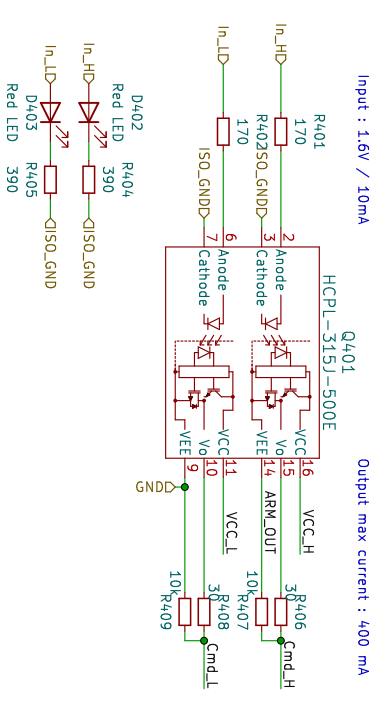 Input : 1.6V / 10mA
Output max current : 400 mA
In_H
R401
170
In_L
R402
170
ISO_GND
ISO_GND
Q401
HCPL-315J-500E
2
Anode
3
Cathode
6
Anode
7
Cathode
VCC
16
Vo
15
VEE
14
VCC
11
Vo
10
VEE
9
VCC_H
ARM_OUT
VCC_L
GND
R406
30
R407
10k
R408
30
R409
10k
Cmd_H
Cmd_L
In_H
D402
Red LED
R404
390
ISO_GND
In_L
D403
Red LED
R405
390
ISO_GND